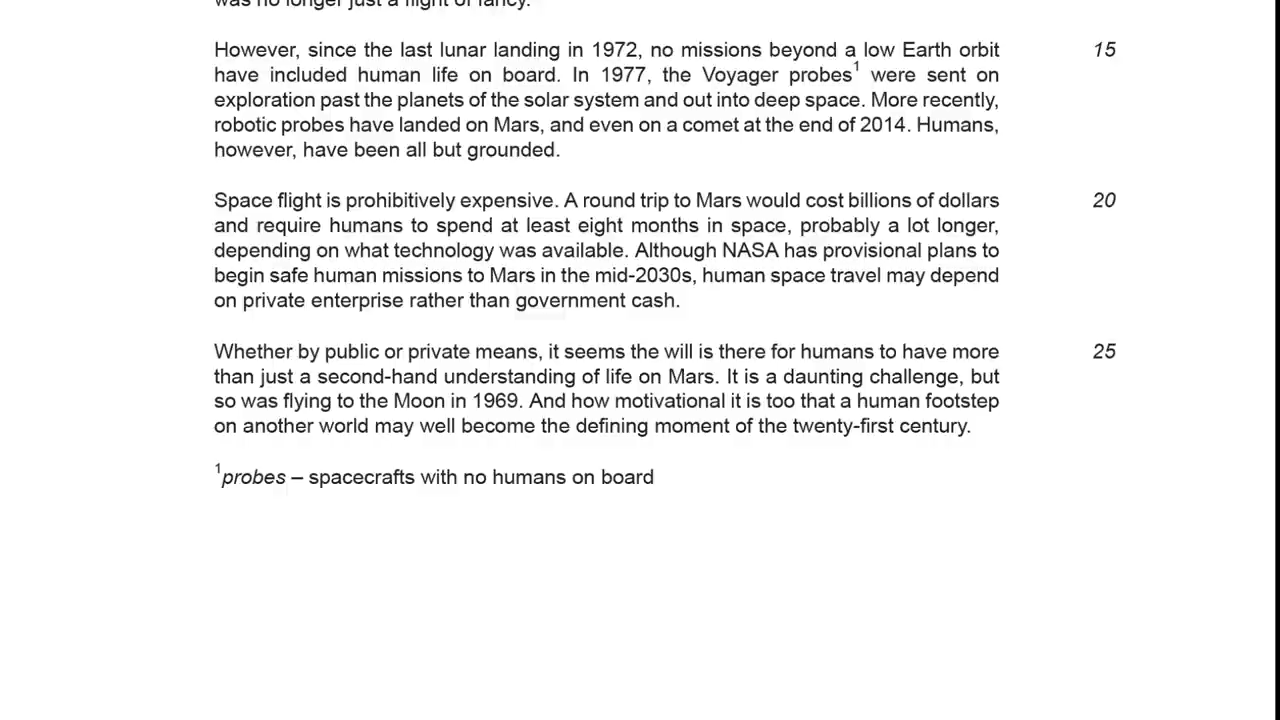 was no longer just a flight of fancy.
However, since the last lunar landing in 1972, no missions beyond a low Earth orbit 15
have included human life on board. In 1977, the Voyager probes1 were sent on
exploration past the planets of the solar system and out into deep space. More recently,
robotic probes have landed on Mars, and even on a comet at the end of 2014. Humans,
however, have been all but grounded.
Space flight is prohibitively expensive. A round trip to Mars would cost billions of dollars 20
and require humans to spend at least eight months in space, probably a lot longer,
depending on what technology was available. Although NASA has provisional plans to
begin safe human missions to Mars in the mid-2030s, human space travel may depend
on private enterprise rather than government cash.
Whether by public or private means, it seems the will is there for humans to have more 25
than just a second-hand understanding of life on Mars. It is a daunting challenge, but
so was flying to the Moon in 1969. And how motivational it is too that a human footstep
on another world may well become the defining moment of the twenty-first century.
1probes – spacecrafts with no humans on board